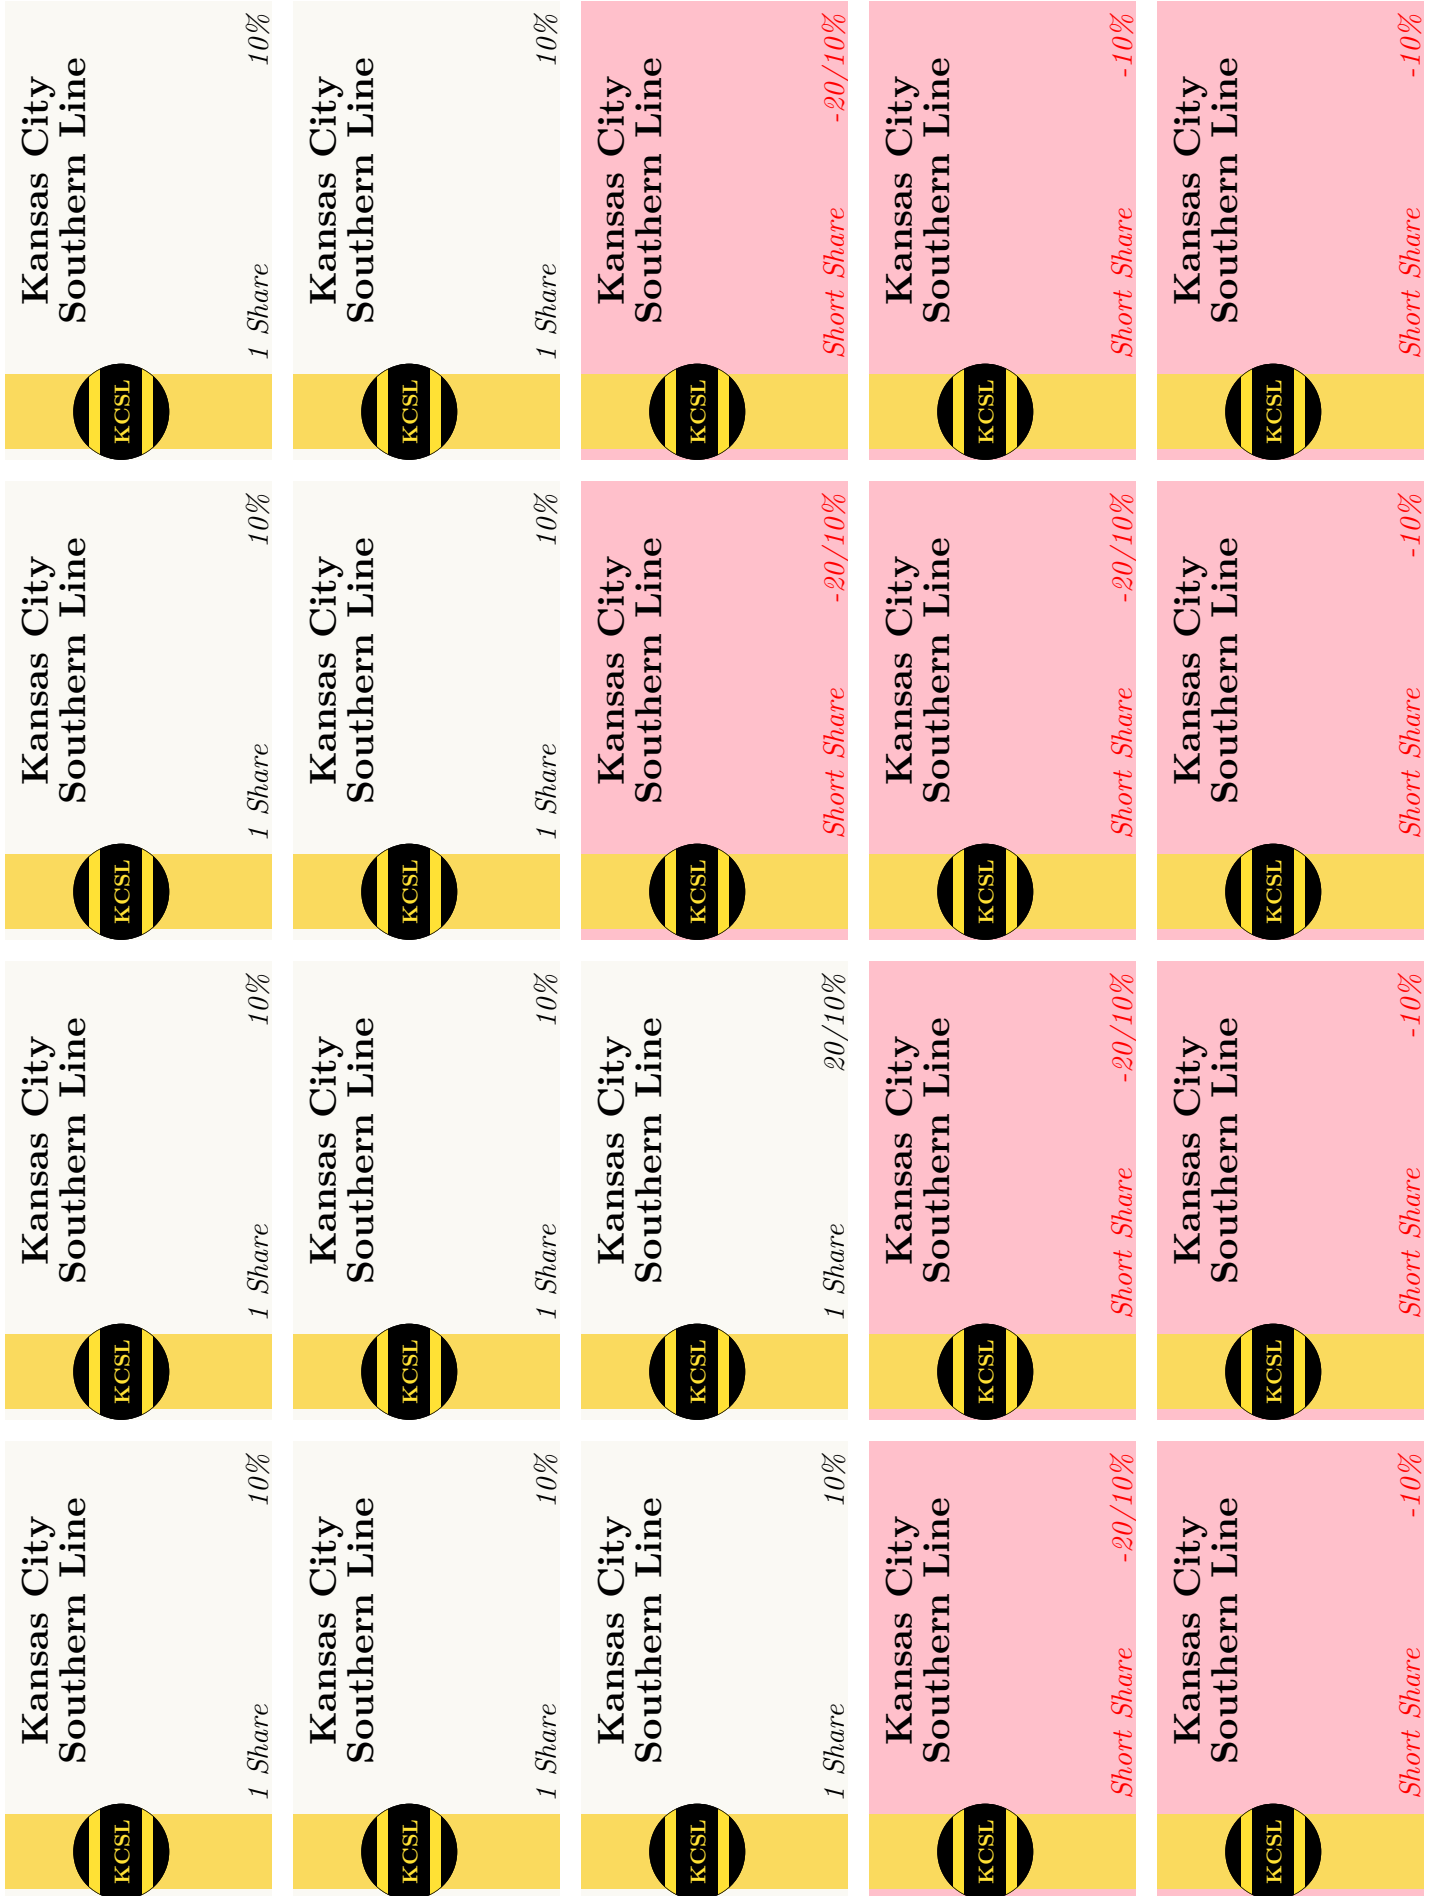 Kansas City
Southern Line
KCSL
1 Share 10%
Kansas City
Southern Line
KCSL
1 Share 10%
Kansas City
Southern Line
KCSL
1 Share 10%
Kansas City
Southern Line
KCSL
1 Share 10%
Kansas City
Southern Line
KCSL
1 Share 10%
Kansas City
Southern Line
KCSL
1 Share 10%
Kansas City
Southern Line
KCSL
1 Share 10%
Kansas City
Southern Line
KCSL
1 Share 10%
Kansas City
Southern Line
KCSL
1 Share 10%
Kansas City
Southern Line
KCSL
1 Share 20/10%
Kansas City
Southern Line
KCSL
Short Share -20/10%
Kansas City
Southern Line
KCSL
Short Share -20/10%
Kansas City
Southern Line
KCSL
Short Share -20/10%
Kansas City
Southern Line
KCSL
Short Share -20/10%
Kansas City
Southern Line
KCSL
Short Share -20/10%
Kansas City
Southern Line
KCSL
Short Share -10%
Kansas City
Southern Line
KCSL
Short Share -10%
Kansas City
Southern Line
KCSL
Short Share -10%
Kansas City
Southern Line
KCSL
Short Share -10%
Kansas City
Southern Line
KCSL
Short Share -10%